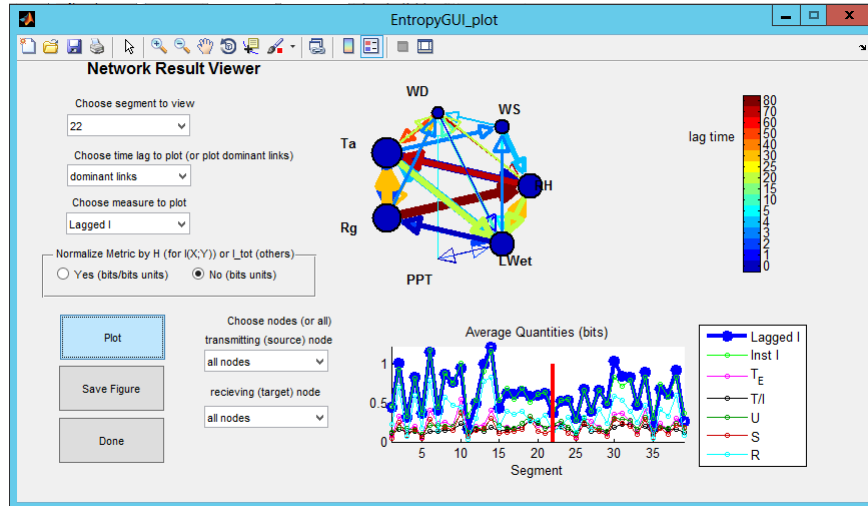 EntropyGUI_plot
Network Result Viewer
Choose segment to view
22
Choose time lag to plot (or plot dominant links)
dominant links
Choose measure to plot
Lagged I
Normalize Metric by H (for I(X;Y)) or I_tot (others)
Yes (bits/bits units)
No (bits units)
Plot
Save Figure
Done
Choose nodes (or all)
transmitting (source) node
all nodes
recieving (target) node
all nodes
WD
WS
Ta
RH
Rg
LWet
PPT
lag time
80
70
60
50
40
30
20
15
10
5
4
3
2
1
0
Average Quantities (bits)
1
0.5
0
5 10 15 20 25 30 35
Segment
Lagged I
Inst I
T_E
T/I
U
S
R